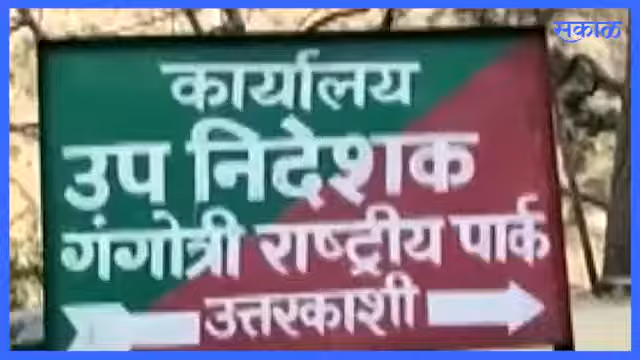 सकाळ
कार्यालय
उप निदेशक
गंगोत्री राष्ट्रीय पार्क
उत्तरकाशी